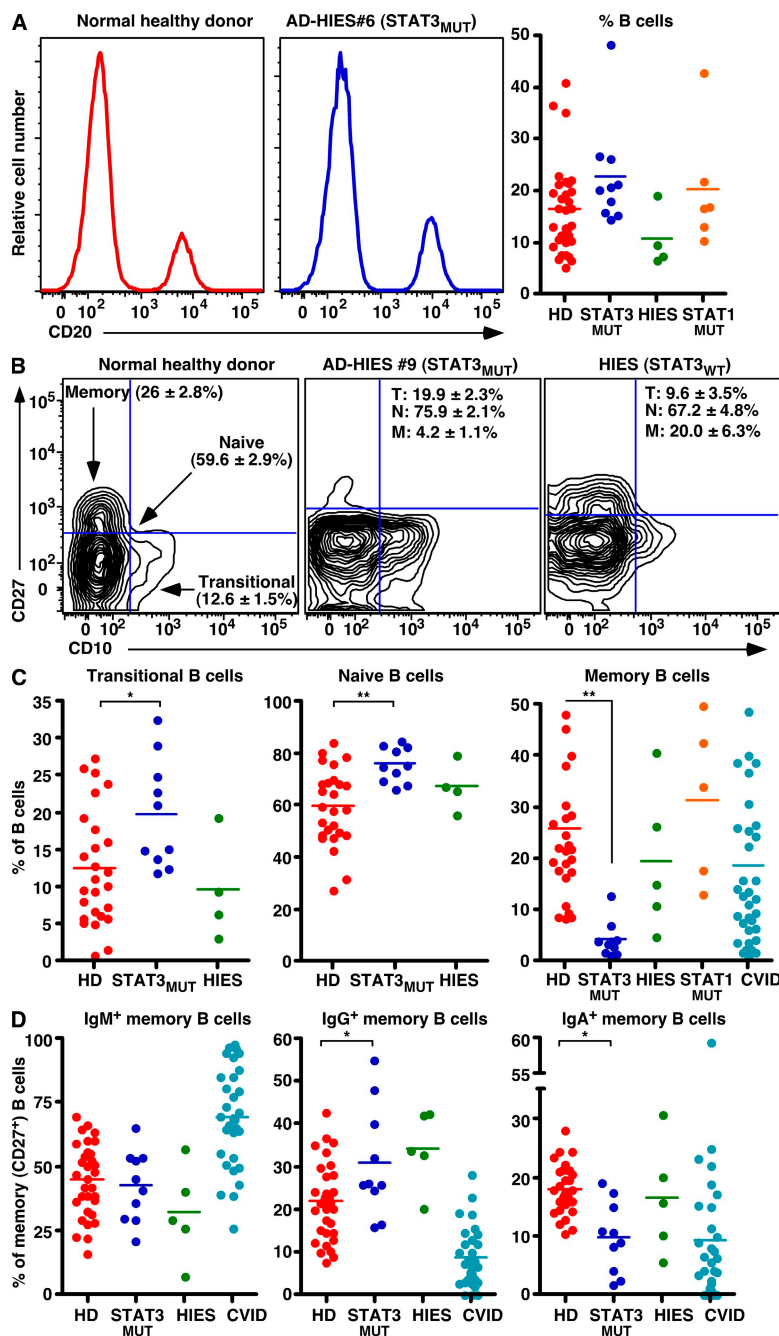 A
Normal healthy donor
AD-HIES#6 (STAT3MUT)
% B cells
Relative cell number
0 10² 10³ 10⁴ 10⁵
0 10² 10³ 10⁴ 10⁵
CD20
50
40
30
20
10
0
HD STAT3 MUT HIES STAT1 MUT
B
Normal healthy donor
AD-HIES #9 (STAT3MUT)
HIES (STAT3WT)
CD27
10⁵
10⁴
10³
10²
0
Memory (26 ± 2.8%)
Naive
(59.6 ± 2.9%)
Transitional
(12.6 ± 1.5%)
T: 19.9 ± 2.3%
N: 75.9 ± 2.1%
M: 4.2 ± 1.1%
T: 9.6 ± 3.5%
N: 67.2 ± 4.8%
M: 20.0 ± 6.3%
0 10² 10³ 10⁴ 10⁵
0 10² 10³ 10⁴ 10⁵
0 10² 10³ 10⁴ 10⁵
CD10
C
Transitional B cells
Naive B cells
Memory B cells
% of B cells
35
30
25
20
15
10
5
0
*
HD STAT3MUT HIES
100
80
60
40
20
0
**
HD STAT3MUT HIES
50
40
30
20
10
0
**
HD STAT3 MUT HIES STAT1 MUT CVID
D
IgM⁺ memory B cells
IgG⁺ memory B cells
IgA⁺ memory B cells
% of memory (CD27⁺) B cells
100
75
50
25
0
HD STAT3 MUT HIES CVID
60
50
40
30
20
10
0
*
HD STAT3 MUT HIES CVID
60
55
30
20
10
0
*
HD STAT3 MUT HIES CVID